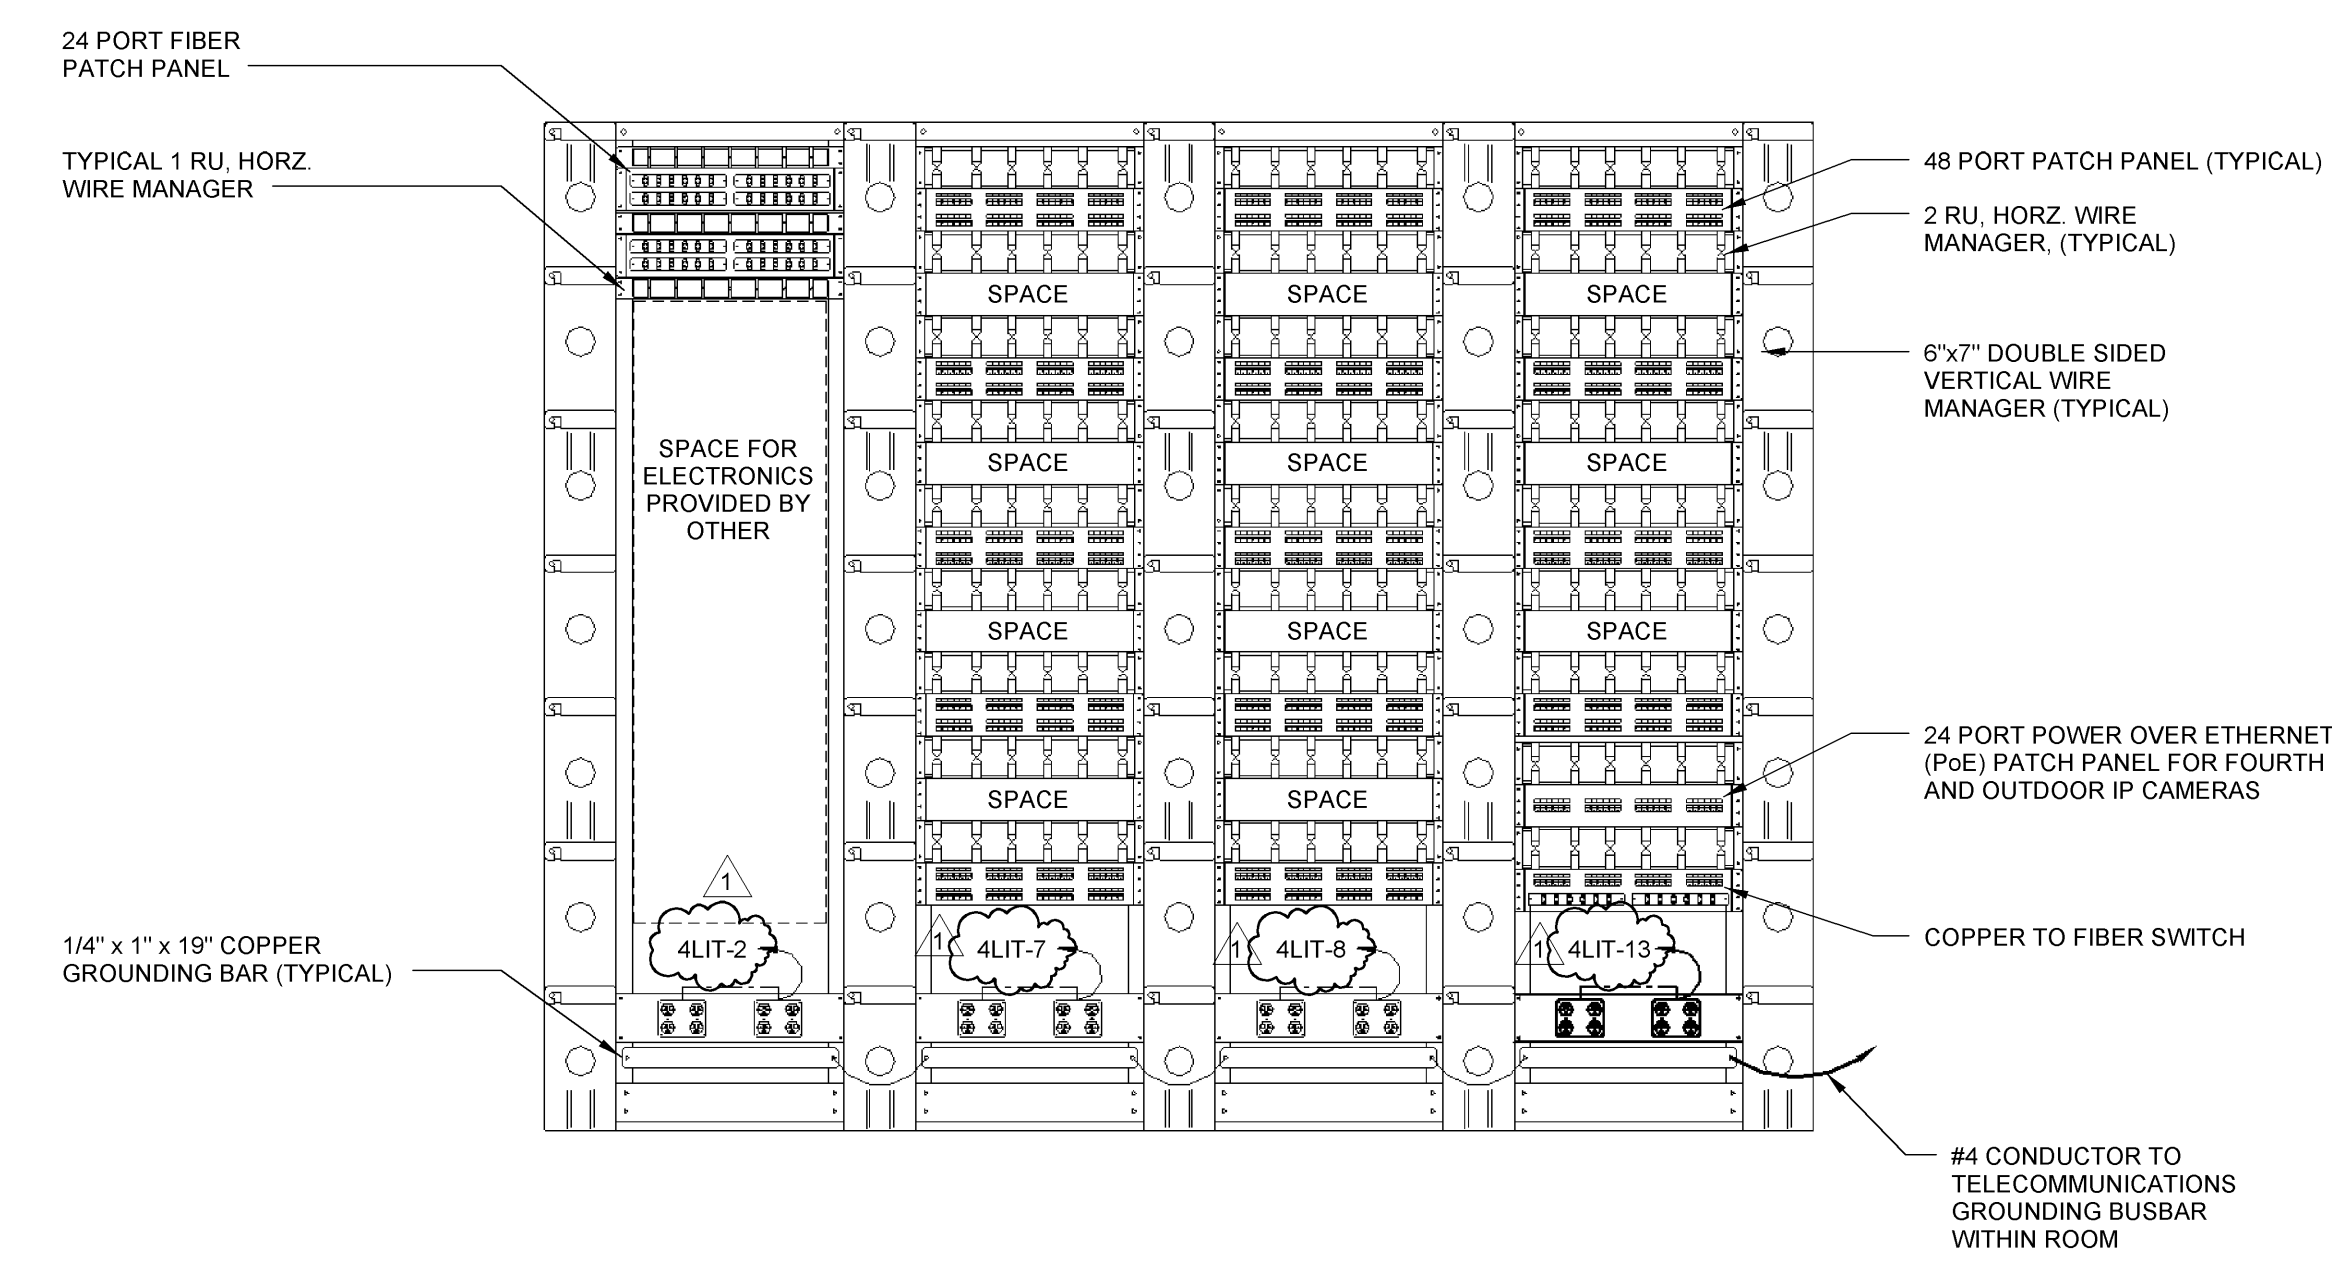 24 PORT FIBER
PATCH PANEL
TYPICAL 1 RU, HORZ.
WIRE MANAGER
48 PORT PATCH PANEL (TYPICAL)
2 RU, HORZ. WIRE
MANAGER, (TYPICAL)
SPACE
SPACE
SPACE
6"x7" DOUBLE SIDED
VERTICAL WIRE
MANAGER (TYPICAL)
SPACE FOR
ELECTRONICS
PROVIDED BY
OTHER
SPACE
SPACE
SPACE
SPACE
SPACE
SPACE
24 PORT POWER OVER ETHERNET
(PoE) PATCH PANEL FOR FOURTH
AND OUTDOOR IP CAMERAS
SPACE
SPACE
1
1/4" x 1" x 19" COPPER
GROUNDING BAR (TYPICAL)
4LIT-2
1
4LIT-7
1
4LIT-8
1
4LIT-13
COPPER TO FIBER SWITCH
#4 CONDUCTOR TO
TELECOMMUNICATIONS
GROUNDING BUSBAR
WITHIN ROOM